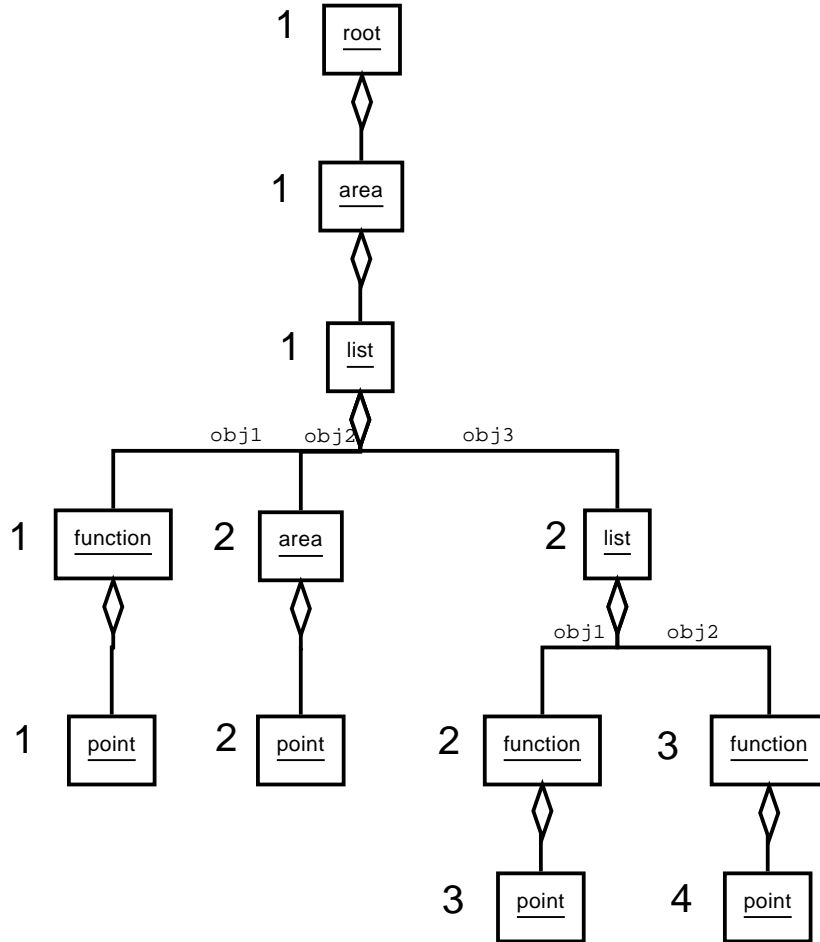 1 root
1 area
1 list
obj1 obj2 obj3
1 function 2 area 2 list
obj1 obj2
1 point 2 point 2 function 3 function
3 point 4 point